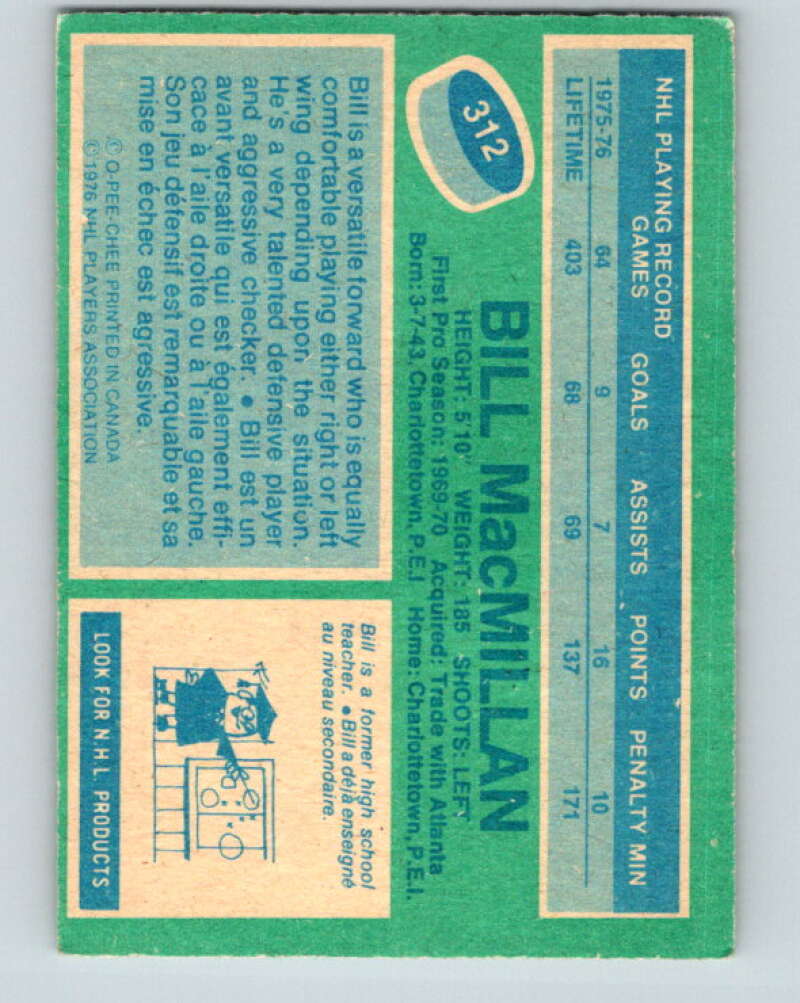 NHL PLAYING RECORD
GAMES GOALS ASSISTS POINTS PENALTY MIN
1975-76 64 9 7 16 10
LIFETIME 403 68 69 137 171
312
BILL MacMILLAN
HEIGHT: 5'10" WEIGHT: 185 SHOOTS: LEFT
First Pro Season: 1969-70 Acquired: Trade with Atlanta
Born: 3-7-43, Charlottetown, P.E.I Home: Charlottetown, P.E.I.
Bill is a versatile forward who is equally
comfortable playing either right or left
wing depending upon the situation.
He's a very talented defensive player
and aggressive checker. • Bill est un
avant versatile qui est également effi-
cace à l'aile droite ou à l'aile gauche.
Son jeu défensif est remarquable et sa
mise en échec est agressive.
© O-PEE-CHEE PRINTED IN CANADA
© 1976 NHL PLAYERS ASSOCIATION
Bill is a former high school
teacher. • Bill a déjà enseigné
au niveau secondaire.
LOOK FOR N.H.L. PRODUCTS